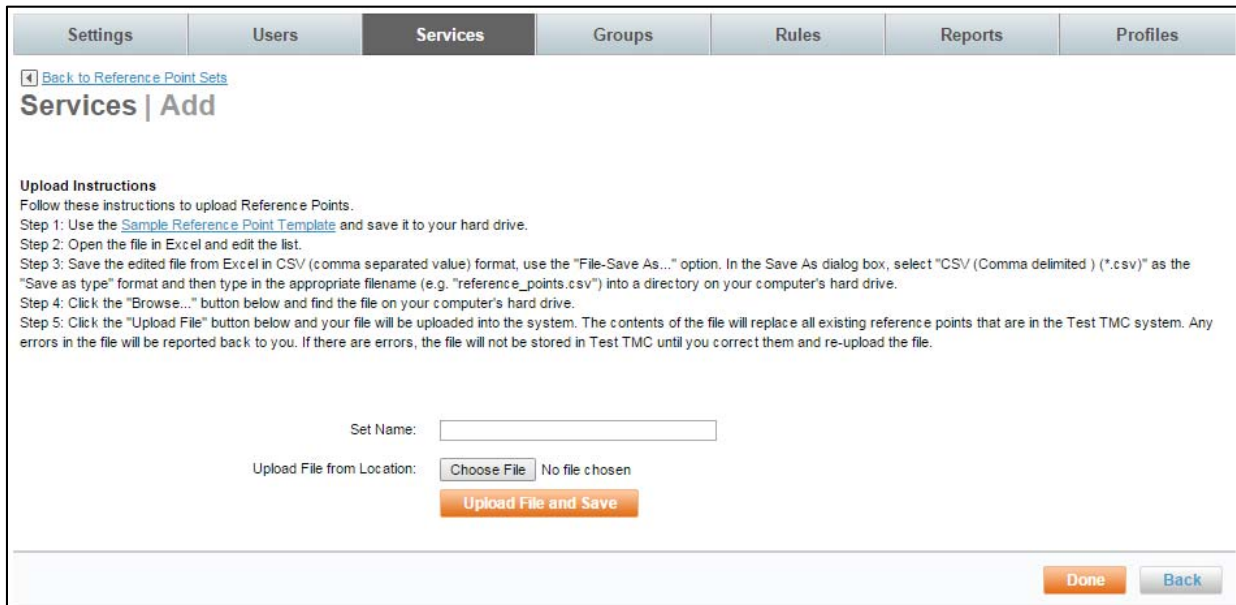 Settings Users Services Groups Rules Reports Profiles
Back to Reference Point Sets
Services | Add
Upload Instructions
Follow these instructions to upload Reference Points.
Step 1: Use the Sample Reference Point Template and save it to your hard drive.
Step 2: Open the file in Excel and edit the list.
Step 3: Save the edited file from Excel in CSV (comma separated value) format, use the "File-Save As..." option. In the Save As dialog box, select "CSV (Comma delimited ) (*.csv)" as the
"Save as type" format and then type in the appropriate filename (e.g. "reference_points.csv") into a directory on your computer's hard drive.
Step 4: Click the "Browse..." button below and find the file on your computer's hard drive.
Step 5: Click the "Upload File" button below and your file will be uploaded into the system. The contents of the file will replace all existing reference points that are in the Test TMC system. Any
errors in the file will be reported back to you. If there are errors, the file will not be stored in Test TMC until you correct them and re-upload the file.
Set Name:
Upload File from Location: Choose File No file chosen
Upload File and Save
Done Back